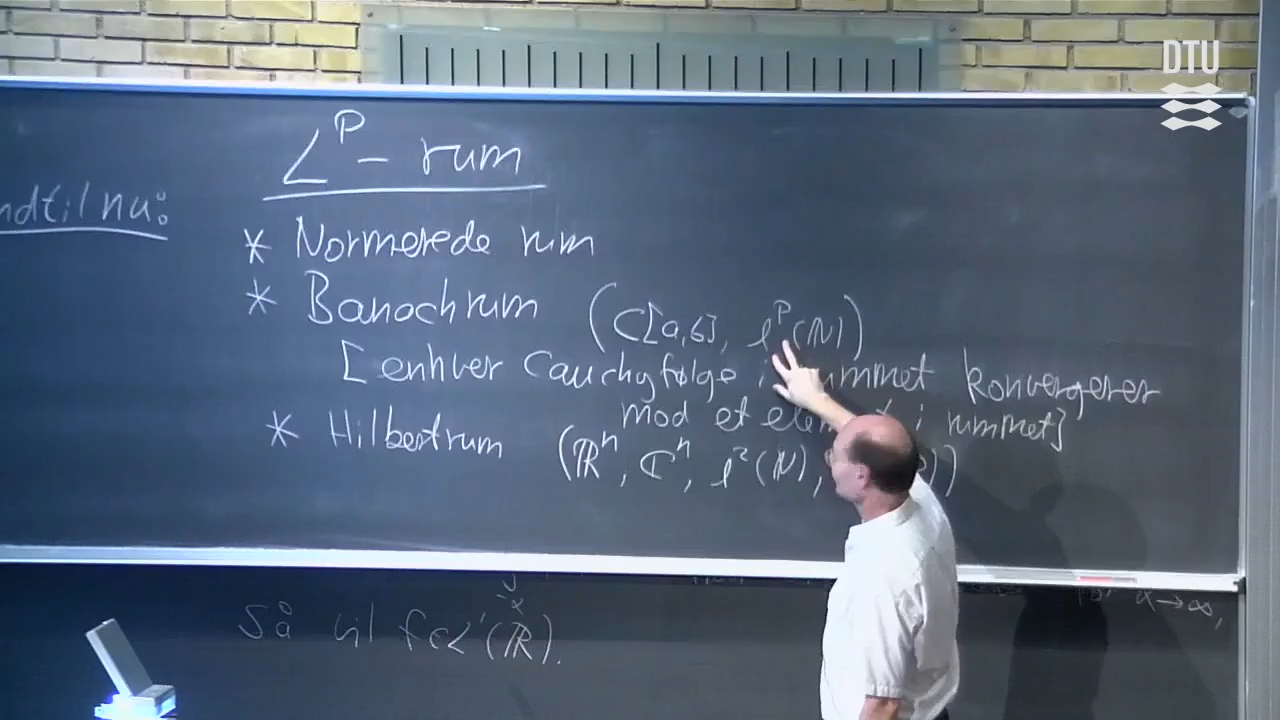 DTU
L^p - rum
ndtil nu:
* Normerede rum
* Banachrum (C[a,b], l^p(N))
[enhver Cauchyfølge i rummet konvergerer
mod et element i rummet]
* Hilbertrum (R^n, C^n, l^2(N),
α→∞,
Så vil f∈L^1(R).